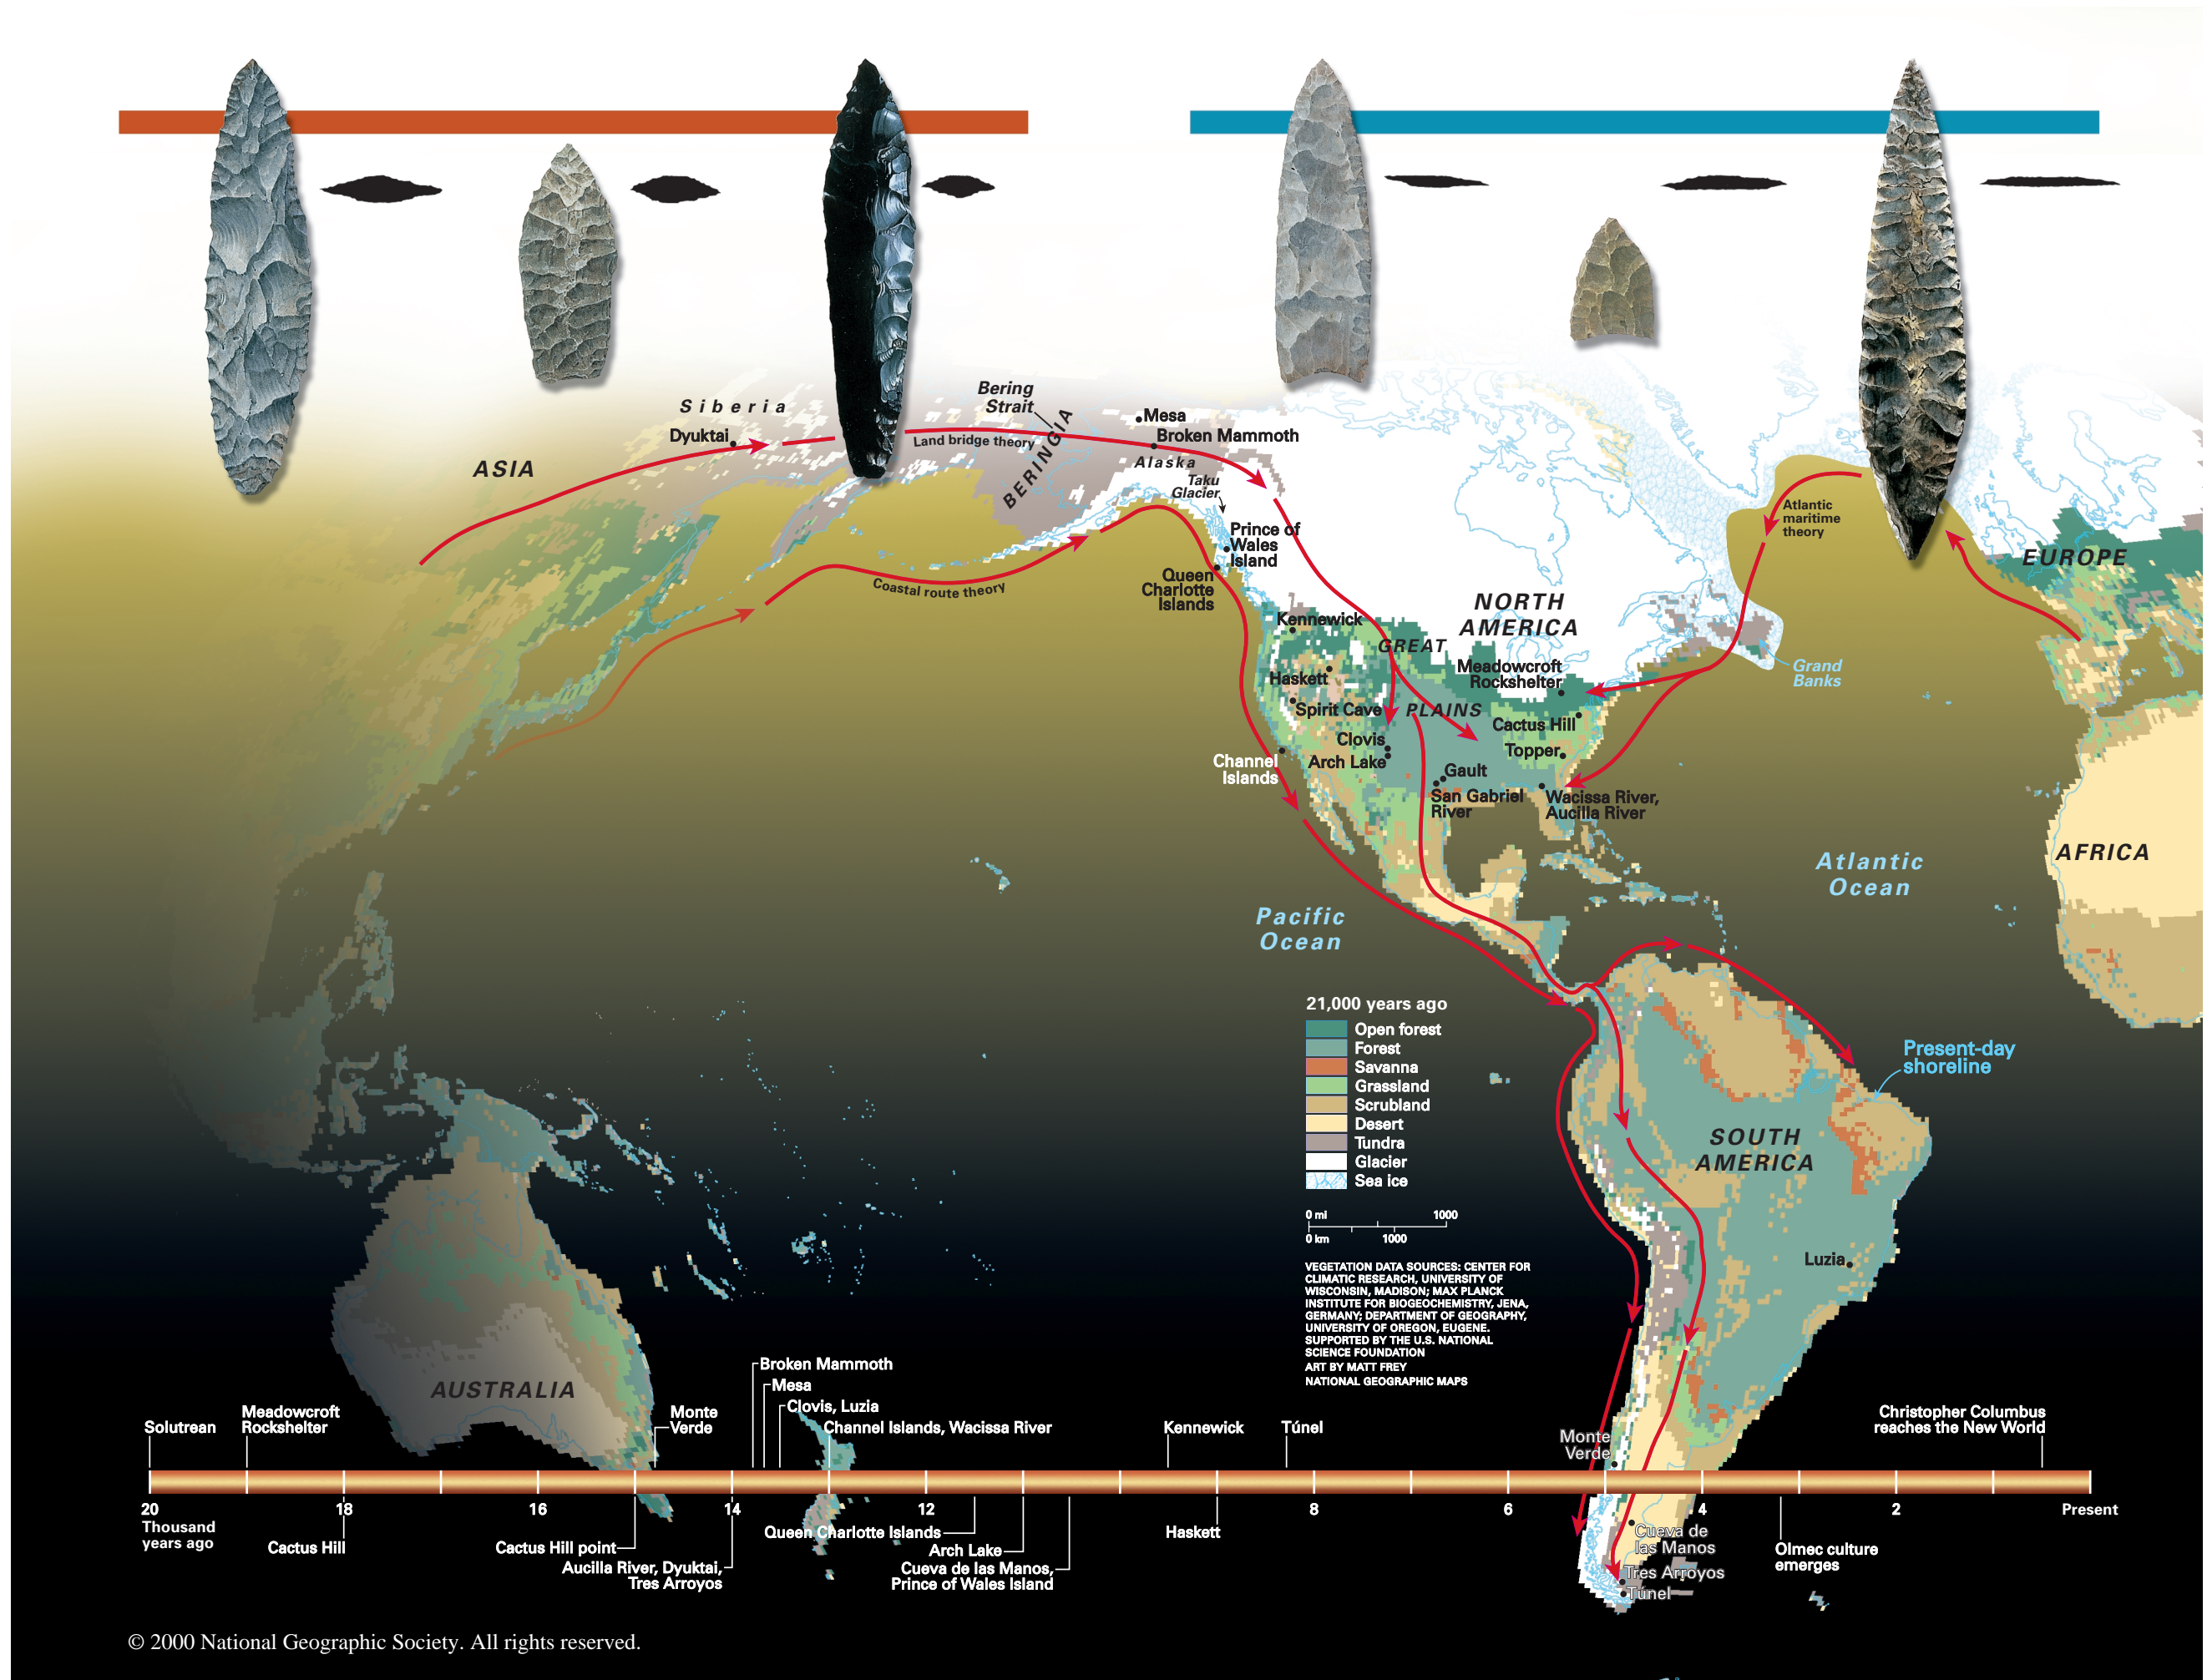 Siberia
Dyuktai
ASIA
Bering
Strait
BERINGIA
Land bridge theory
Mesa
Broken Mammoth
Alaska
Taku
Glacier
Prince of
Wales
Island
Queen
Charlotte
Islands
Coastal route theory
Atlantic
maritime
theory
EUROPE
NORTH
AMERICA
Kennewick
GREAT
PLAINS
Meadowcroft
Rockshelter
Grand
Banks
Haskett
Spirit Cave
Cactus Hill
Clovis
Topper
Arch Lake
Channel
Islands
Gault
San Gabriel
River
Wacissa River,
Aucilla River
AFRICA
Atlantic
Ocean
Pacific
Ocean
21,000 years ago
Open forest
Forest
Savanna
Grassland
Scrubland
Desert
Tundra
Glacier
Sea ice
0 mi 1000
0 km 1000
Present-day
shoreline
SOUTH
AMERICA
Luzia
VEGETATION DATA SOURCES: CENTER FOR
CLIMATIC RESEARCH, UNIVERSITY OF
WISCONSIN, MADISON; MAX PLANCK
INSTITUTE FOR BIOGEOCHEMISTRY, JENA,
GERMANY; DEPARTMENT OF GEOGRAPHY,
UNIVERSITY OF OREGON, EUGENE.
SUPPORTED BY THE U.S. NATIONAL
SCIENCE FOUNDATION
ART BY MATT FREY
NATIONAL GEOGRAPHIC MAPS
AUSTRALIA
Monte
Verde
Cueva de
las Manos
Tres Arroyos
Túnel
Solutrean
Meadowcroft
Rockshelter
Monte
Verde
Broken Mammoth
Mesa
Clovis, Luzia
Channel Islands, Wacissa River
Kennewick
Túnel
Christopher Columbus
reaches the New World
20 18 16 14 12 8 6 4 2 Present
Thousand
years ago
Cactus Hill
Cactus Hill point
Aucilla River, Dyuktai,
Tres Arroyos
Queen Charlotte Islands
Arch Lake
Cueva de las Manos,
Prince of Wales Island
Haskett
Olmec culture
emerges
© 2000 National Geographic Society. All rights reserved.